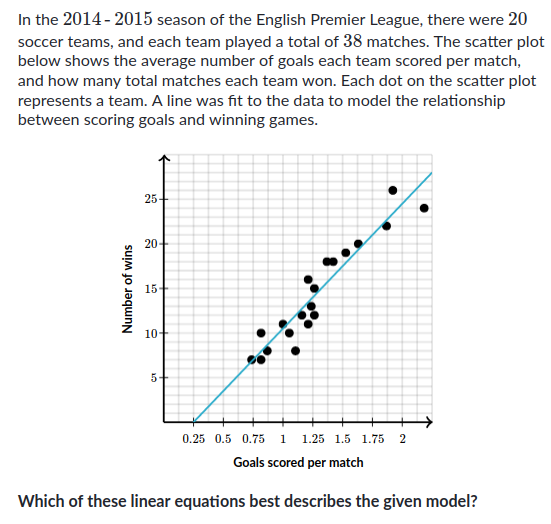 In the 2014 - 2015 season of the English Premier League, there were 20
soccer teams, and each team played a total of 38 matches. The scatter plot
below shows the average number of goals each team scored per match,
and how many total matches each team won. Each dot on the scatter plot
represents a team. A line was fit to the data to model the relationship
between scoring goals and winning games.
Number of wins
25
20
15
10
5
0.25 0.5 0.75 1 1.25 1.5 1.75 2
Goals scored per match
Which of these linear equations best describes the given model?